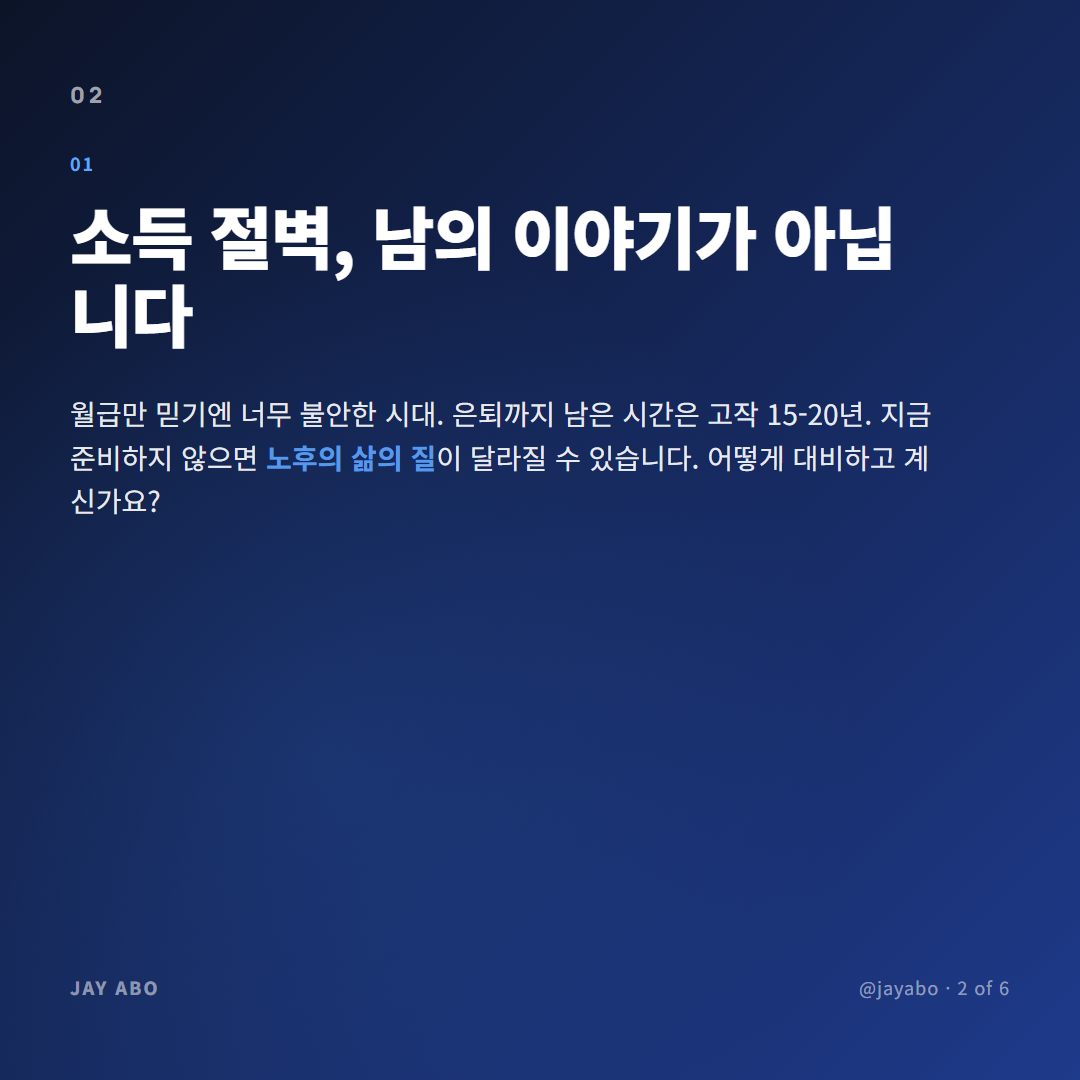 02
01
소득 절벽, 남의 이야기가 아닙
니다
월급만 믿기엔 너무 불안한 시대. 은퇴까지 남은 시간은 고작 15-20년. 지금
준비하지 않으면 노후의 삶의 질이 달라질 수 있습니다. 어떻게 대비하고 계
신가요?
JAY ABO
@jayabo · 2 of 6